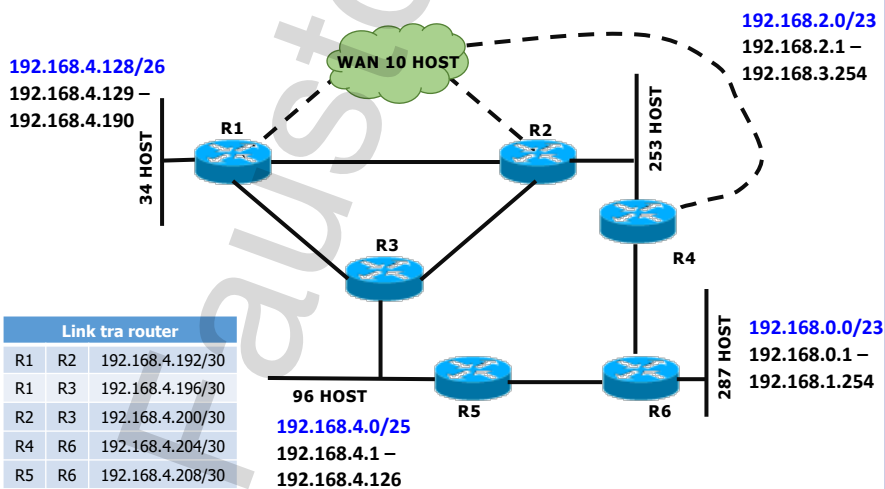 192.168.2.0/23
192.168.2.1 –
192.168.3.254
192.168.4.128/26
192.168.4.129 –
192.168.4.190
WAN 10 HOST
R1
R2
34 HOST
253 HOST
R3
R4
Link tra router
R1 R2 192.168.4.192/30
R1 R3 192.168.4.196/30
R2 R3 192.168.4.200/30
R4 R6 192.168.4.204/30
R5 R6 192.168.4.208/30
96 HOST
R5
R6
287 HOST
192.168.0.0/23
192.168.0.1 –
192.168.1.254
192.168.4.0/25
192.168.4.1 –
192.168.4.126
Faust